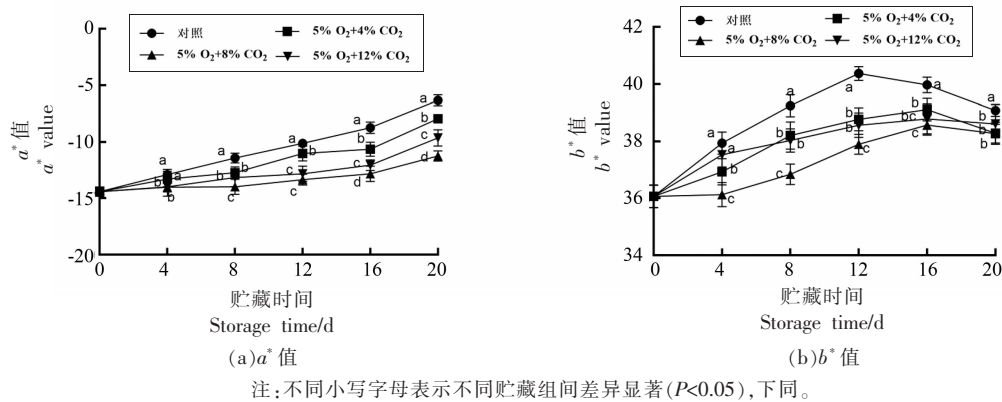 0
-5
-10
-15
-20
a* 值
a* value
对照
5% O₂+4% CO₂
5% O₂+8% CO₂
5% O₂+12% CO₂
a a a a a
a b b b b
b b c c c
b c c d d
0 4 8 12 16 20
贮藏时间
Storage time/d
(a)a* 值
42
40
38
36
34
b* 值
b* value
对照
5% O₂+4% CO₂
5% O₂+8% CO₂
5% O₂+12% CO₂
a a a a a
a b b b b
b b b bc b
c c c c
0 4 8 12 16 20
贮藏时间
Storage time/d
(b)b* 值
注:不同小写字母表示不同贮藏组间差异显著(P<0.05),下同。